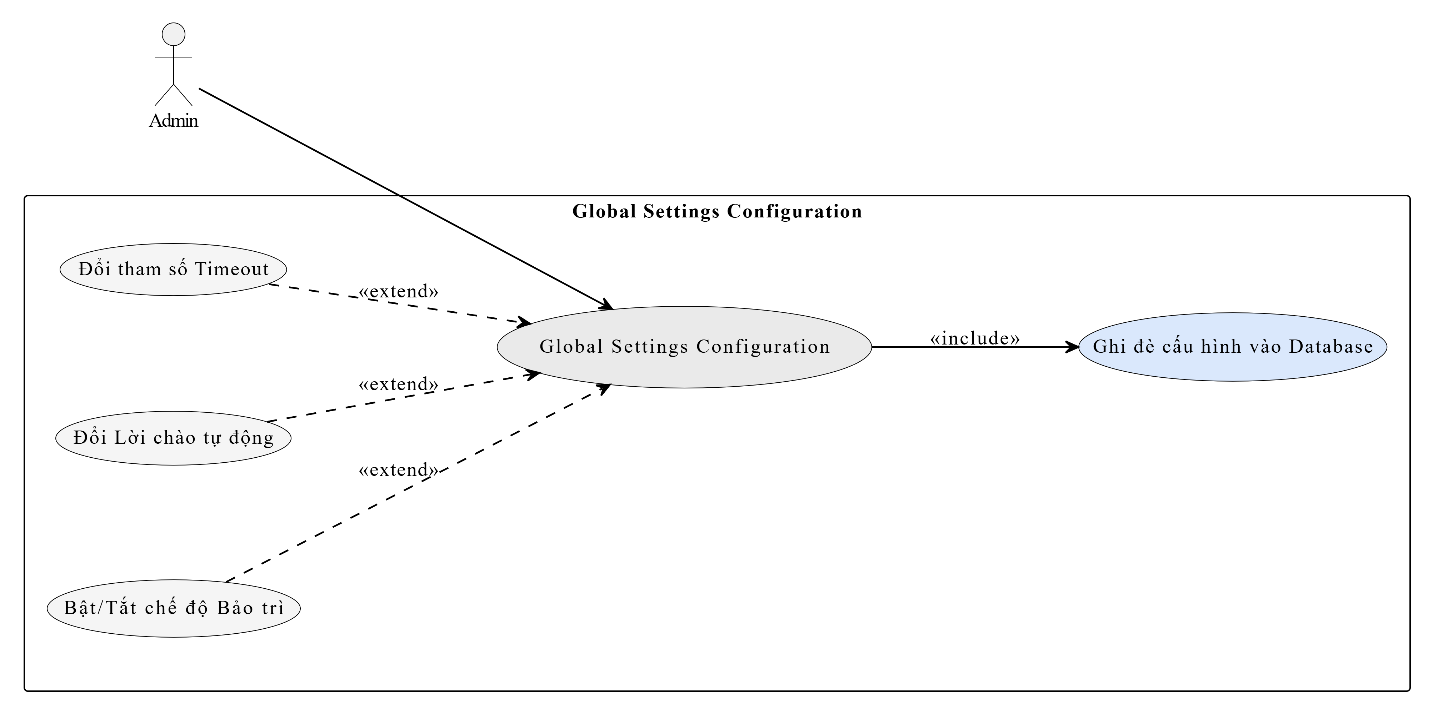 Admin
Global Settings Configuration
Đổi tham số Timeout
«extend»
Global Settings Configuration
«include»
Ghi đè cấu hình vào Database
«extend»
Đổi Lời chào tự động
«extend»
Bật/Tắt chế độ Bảo trì